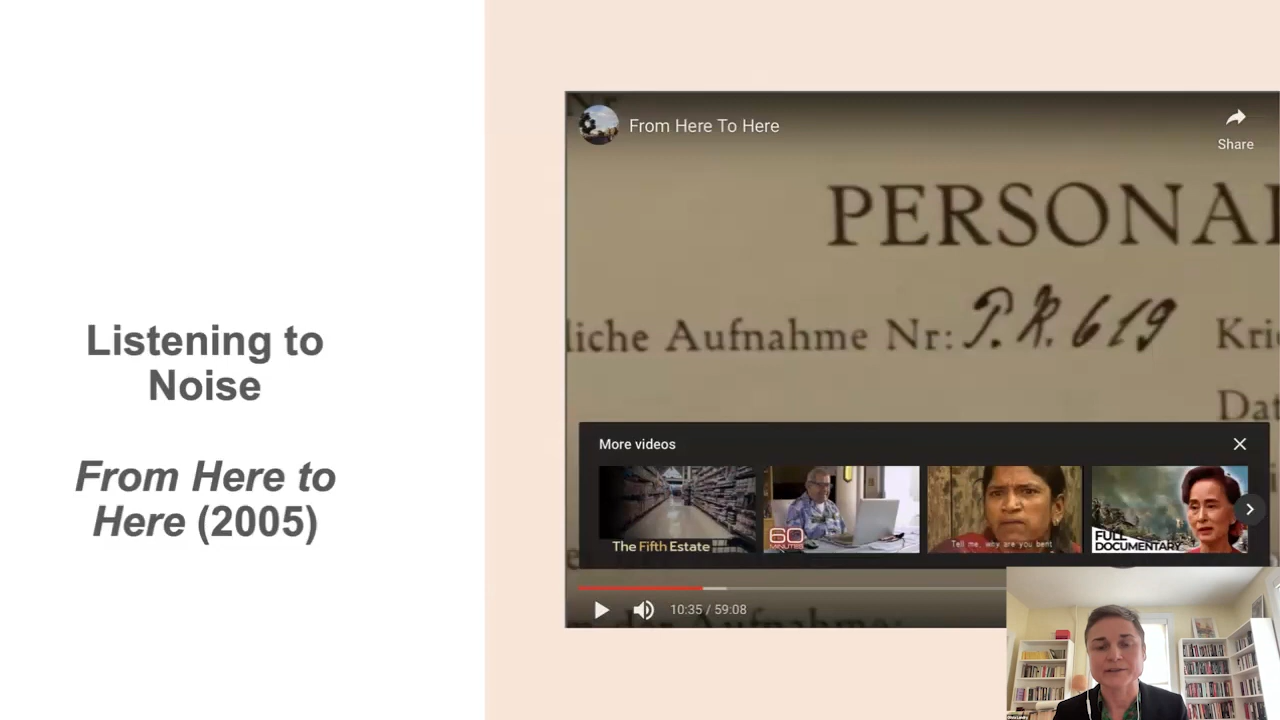 Listening to
Noise
From Here to
Here (2005)
From Here To Here
Share
PERSONAL
liche Aufnahme Nr: P.K. 619
More videos
The Fifth Estate
60
MINUTES
Tell me, why are you bent
FULL
DOCUMENTARY
10:35 / 59:08